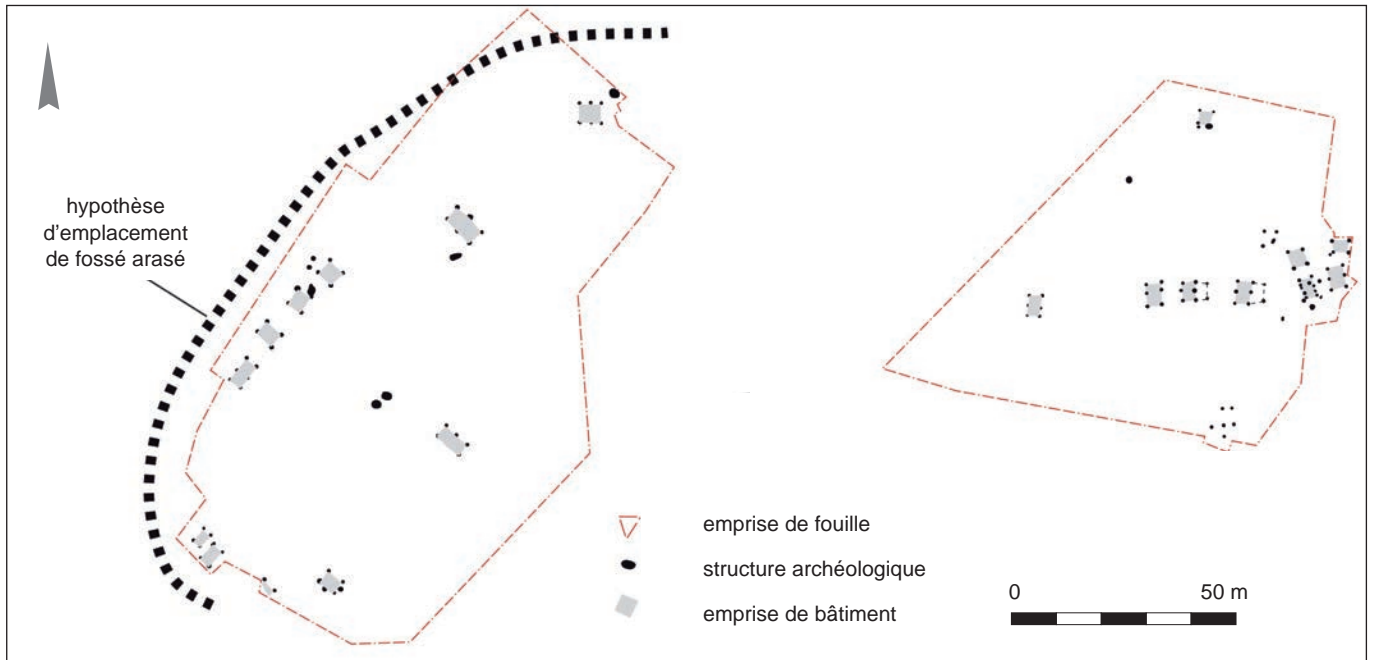 hypothèse
d'emplacement
de fossé arasé
emprise de fouille
structure archéologique
emprise de bâtiment
0 50 m